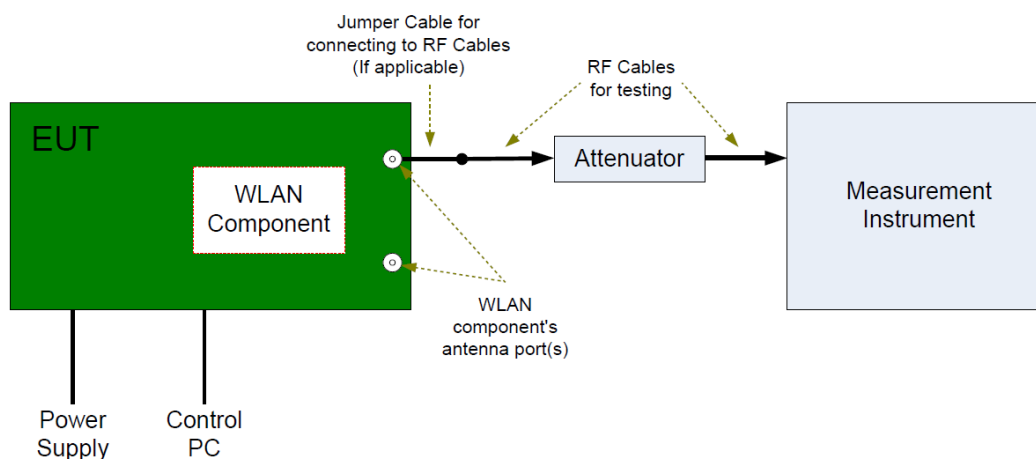 Jumper Cable for
connecting to RF Cables
(If applicable)
RF Cables
for testing
EUT
WLAN
Component
Attenuator
Measurement
Instrument
WLAN
component's
antenna port(s)
Power
Supply
Control
PC